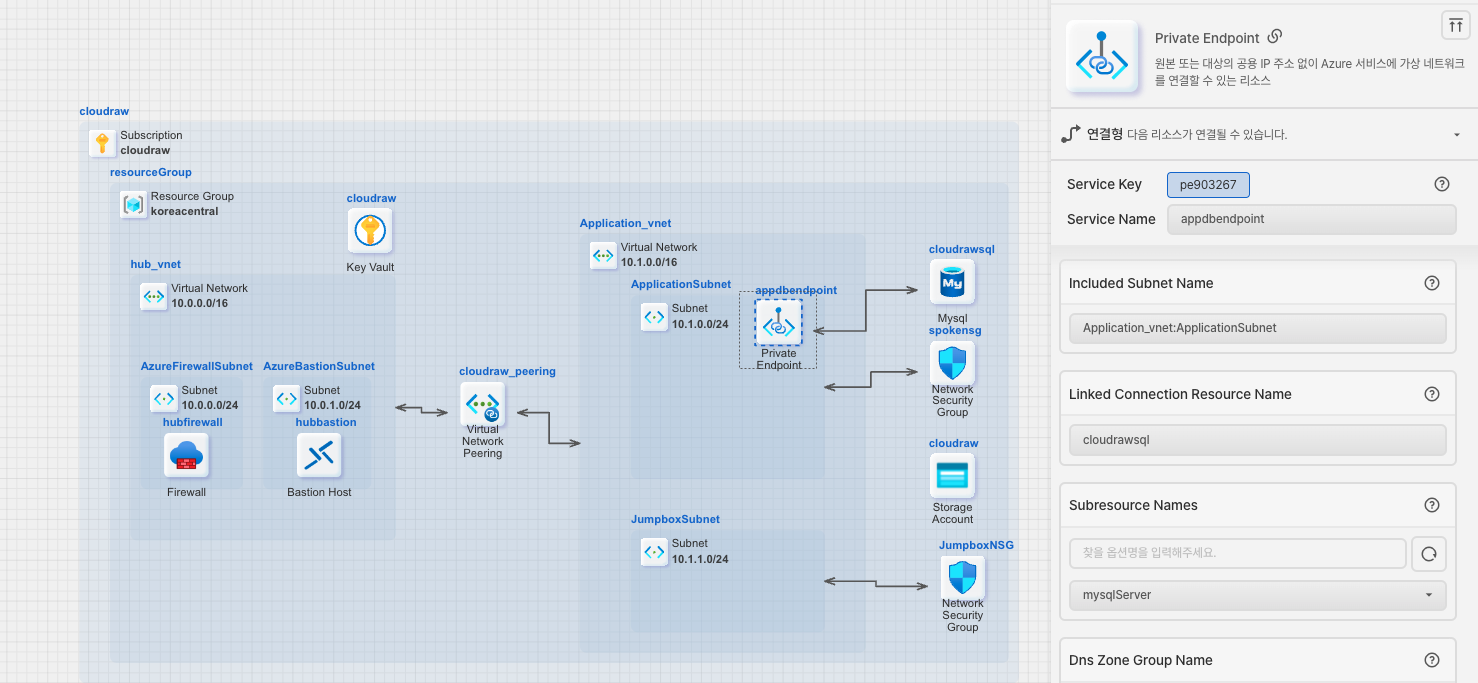 cloudraw
Subscription
cloudraw
resourceGroup
Resource Group
koreacentral
cloudraw
Key Vault
hub_vnet
Virtual Network
10.0.0.0/16
AzureFirewallSubnet
Subnet
10.0.0.0/24
hubfirewall
Firewall
AzureBastionSubnet
Subnet
10.0.1.0/24
hubbastion
Bastion Host
cloudraw_peering
Virtual
Network
Peering
Application_vnet
Virtual Network
10.1.0.0/16
ApplicationSubnet
Subnet
10.1.0.0/24
appdbendpoint
Private
Endpoint
JumpboxSubnet
Subnet
10.1.1.0/24
cloudrawsql
My
Mysql
spokensg
Network
Security
Group
cloudraw
Storage
Account
JumpboxNSG
Network
Security
Group
Private Endpoint
원본 또는 대상의 공용 IP 주소 없이 Azure 서비스에 가상 네트워크
를 연결할 수 있는 리소스
연결형 다음 리소스가 연결될 수 있습니다.
Service Key
pe903267
Service Name
appdbendpoint
Included Subnet Name
Application_vnet:ApplicationSubnet
Linked Connection Resource Name
cloudrawsql
Subresource Names
찾을 옵션명을 입력해주세요.
mysqlServer
Dns Zone Group Name